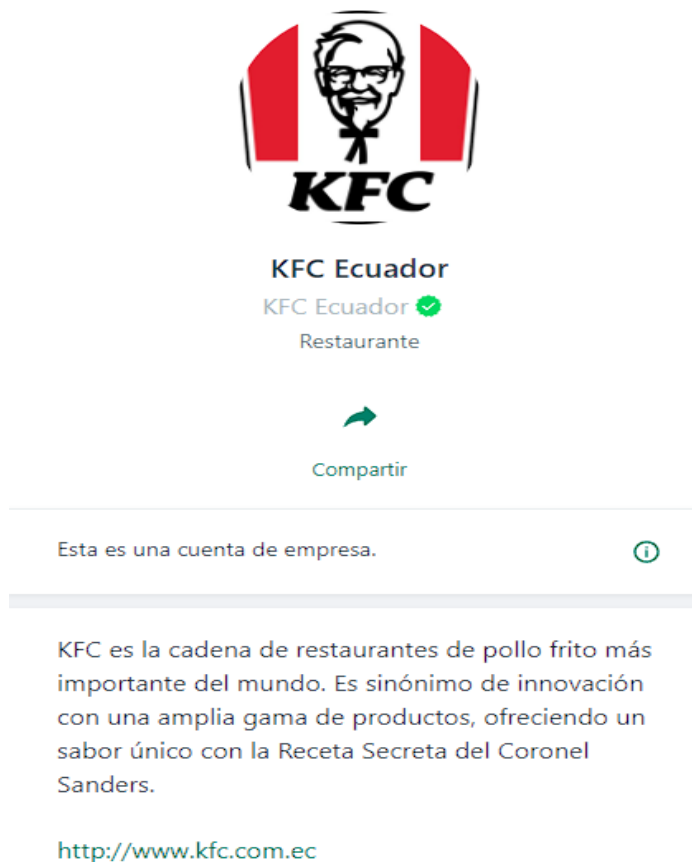 KFC
KFC Ecuador
KFC Ecuador
Restaurante
Compartir
Esta es una cuenta de empresa.
KFC es la cadena de restaurantes de pollo frito más
importante del mundo. Es sinónimo de innovación
con una amplia gama de productos, ofreciendo un
sabor único con la Receta Secreta del Coronel
Sanders.
http://www.kfc.com.ec